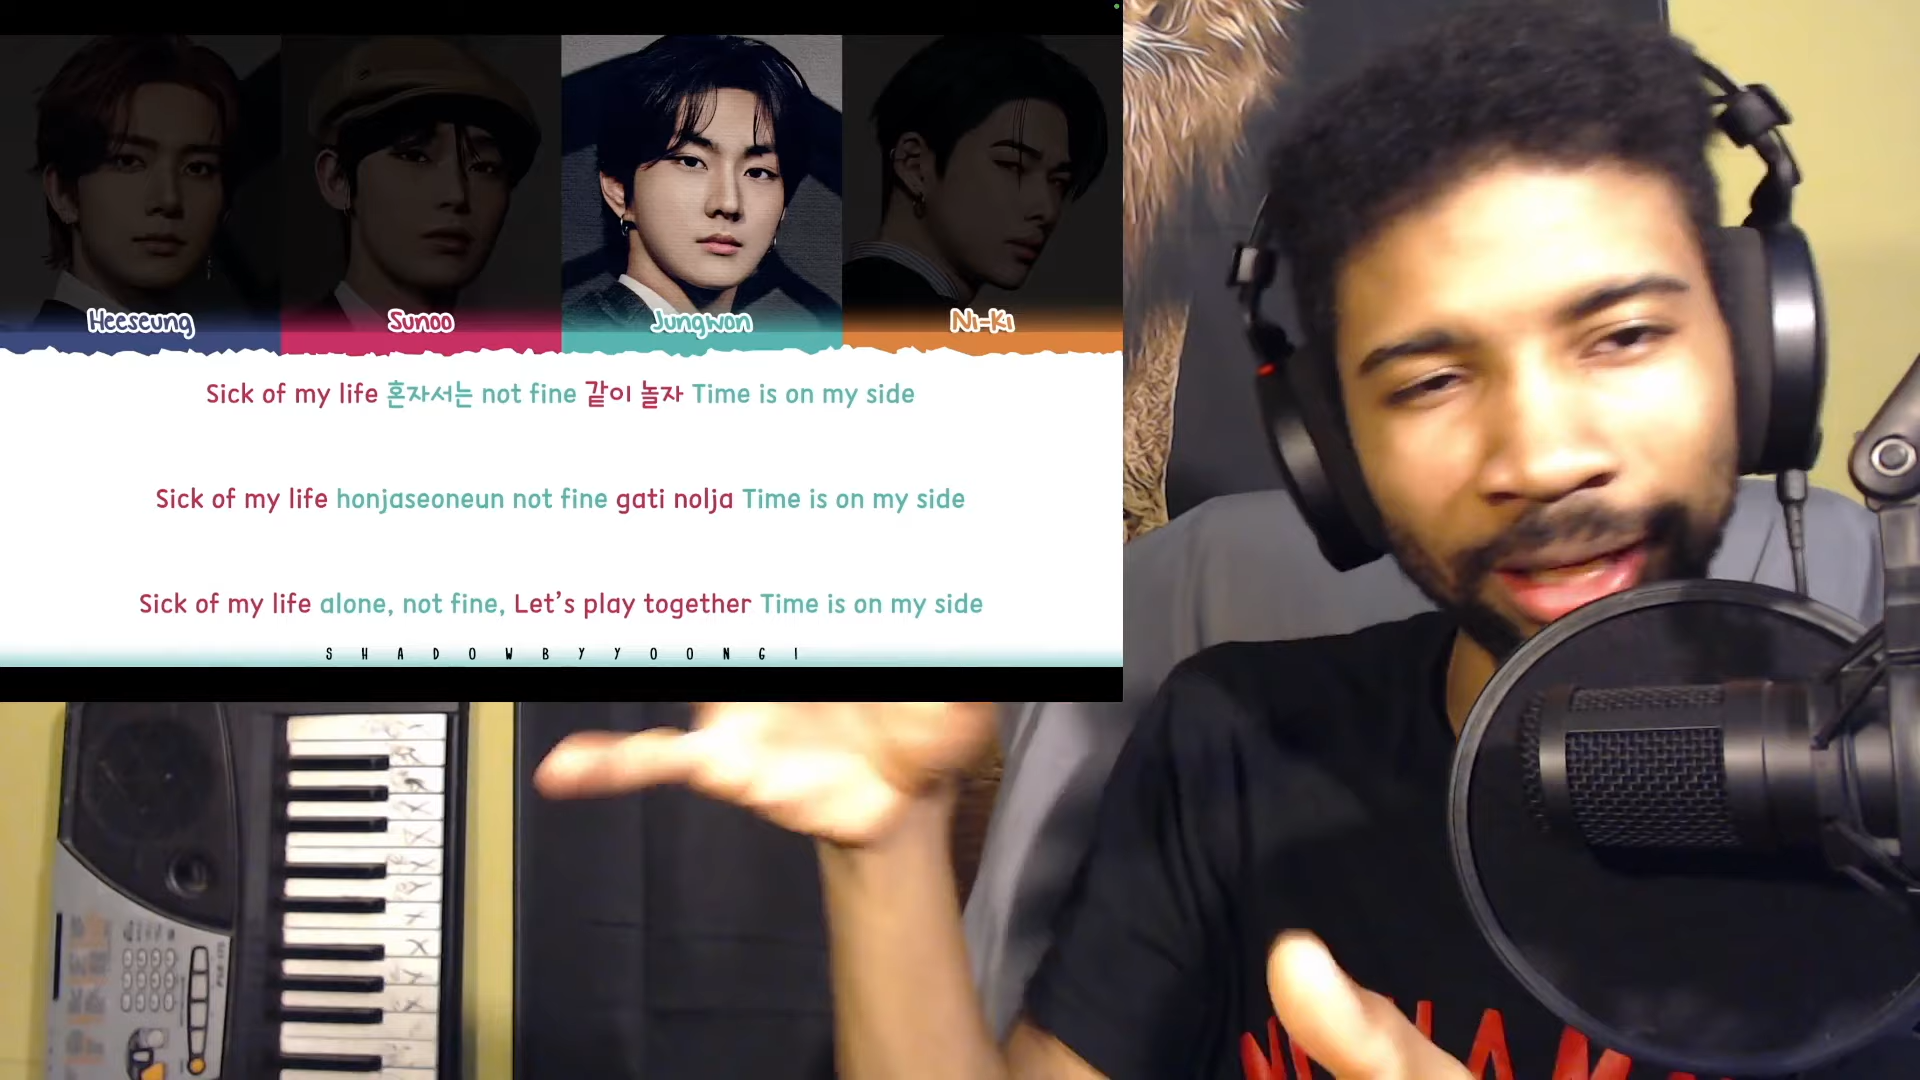 Heeseung
Sunoo
Jungwon
Ni-Ki
Sick of my life 혼자서는 not fine 같이 놀자 Time is on my side
Sick of my life honjaseoneun not fine gati nolja Time is on my side
Sick of my life alone, not fine, Let's play together Time is on my side
SHADOWBYYOONGI